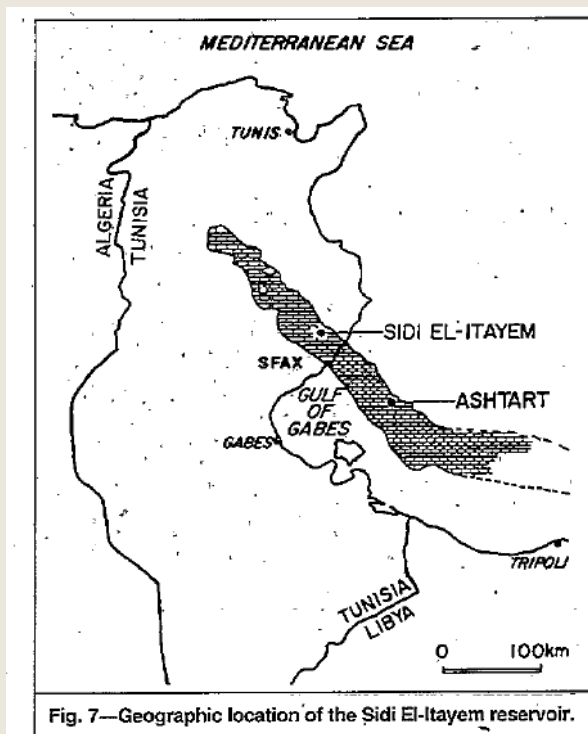 MEDITERRANEAN SEA
TUNIS
ALGERIA
TUNISIA
SIDI EL-ITAYEM
SFAX
GULF
OF
GABES
ASHTART
GABES
TRIPOLI
TUNISIA
LIBYA
0 100km
Fig. 7—Geographic location of the Sidi El-Itayem reservoir.